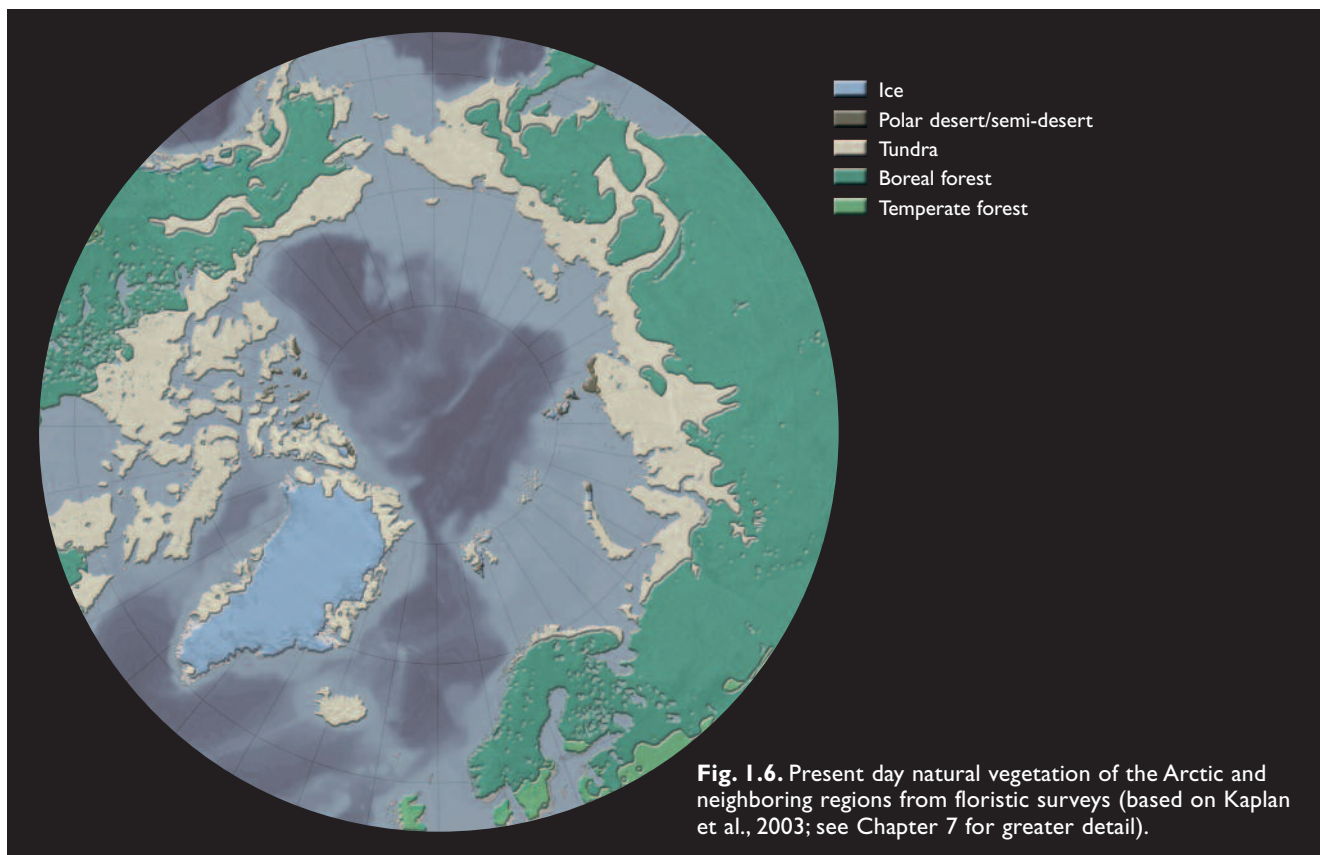 Ice
Polar desert/semi-desert
Tundra
Boreal forest
Temperate forest
Fig. 1.6. Present day natural vegetation of the Arctic and
neighboring regions from floristic surveys (based on Kaplan
et al., 2003; see Chapter 7 for greater detail).